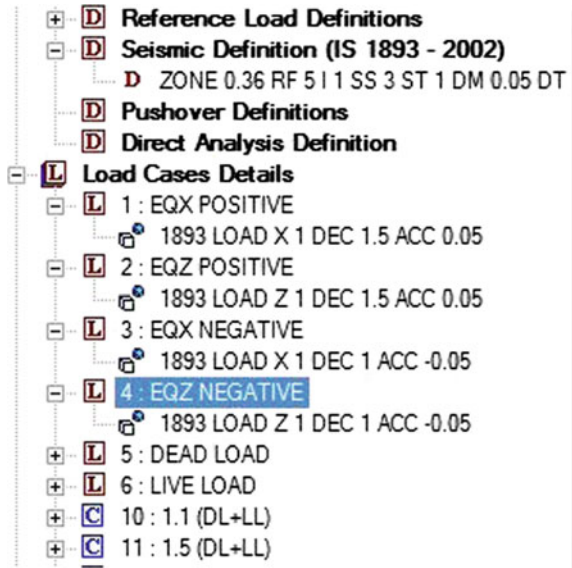 D Reference Load Definitions
D Seismic Definition (IS 1893 - 2002)
D ZONE 0.36 RF 5 I 1 SS 3 ST 1 DM 0.05 DT
D Pushover Definitions
D Direct Analysis Definition
L Load Cases Details
L 1 : EQX POSITIVE
1893 LOAD X 1 DEC 1.5 ACC 0.05
L 2 : EQZ POSITIVE
1893 LOAD Z 1 DEC 1.5 ACC 0.05
L 3 : EQX NEGATIVE
1893 LOAD X 1 DEC 1 ACC -0.05
L 4 : EQZ NEGATIVE
1893 LOAD Z 1 DEC 1 ACC -0.05
L 5 : DEAD LOAD
L 6 : LIVE LOAD
C 10 : 1.1 (DL+LL)
C 11 : 1.5 (DL+LL)